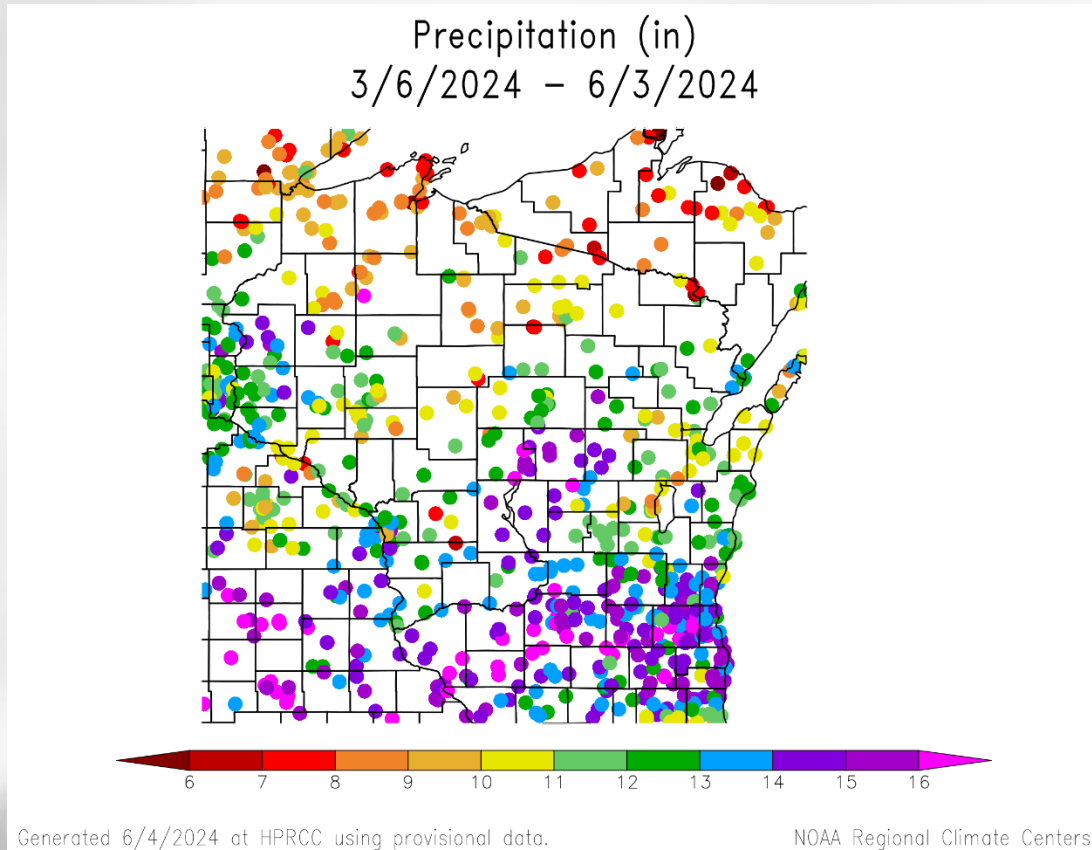 Precipitation (in)
3/6/2024 – 6/3/2024
6 7 8 9 10 11 12 13 14 15 16
Generated 6/4/2024 at HPRCC using provisional data.
NOAA Regional Climate Centers